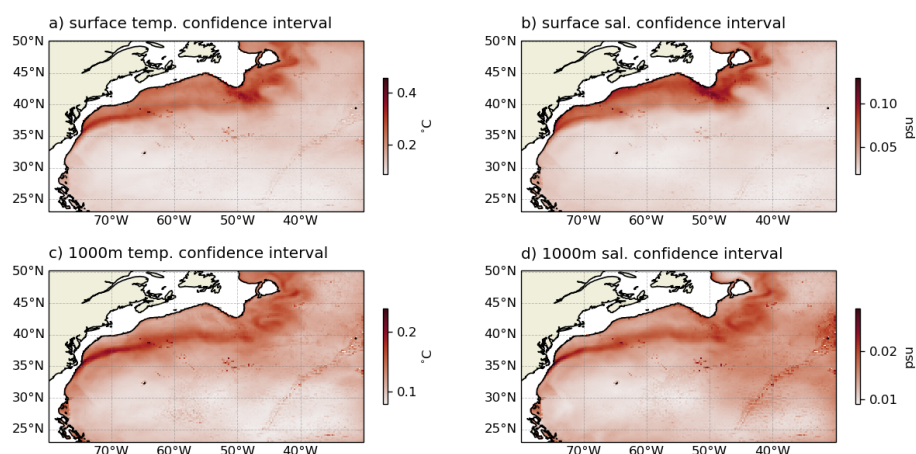 a) surface temp. confidence interval
50°N
45°N
40°N
35°N
30°N
25°N
70°W 60°W 50°W 40°W
0.4
0.2
°C
b) surface sal. confidence interval
50°N
45°N
40°N
35°N
30°N
25°N
70°W 60°W 50°W 40°W
0.10
0.05
psu
c) 1000m temp. confidence interval
50°N
45°N
40°N
35°N
30°N
25°N
70°W 60°W 50°W 40°W
0.2
0.1
°C
d) 1000m sal. confidence interval
50°N
45°N
40°N
35°N
30°N
25°N
70°W 60°W 50°W 40°W
0.02
0.01
psu